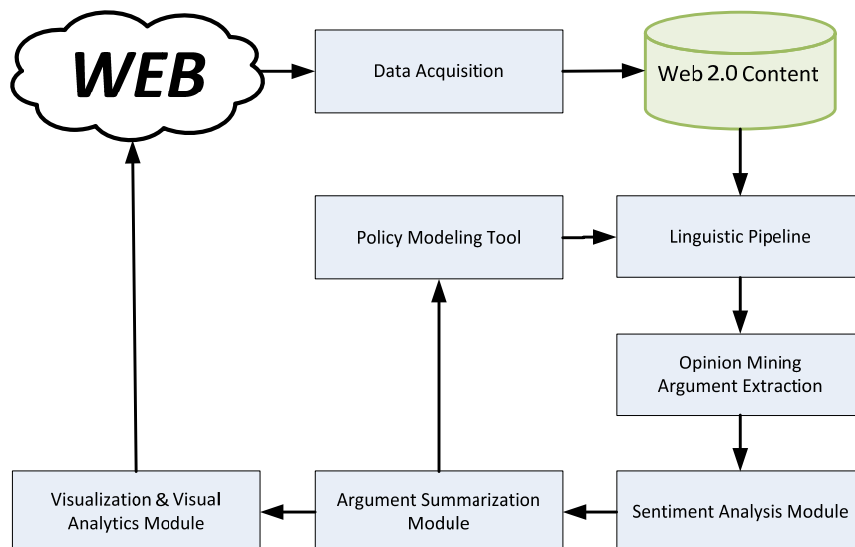 WEB
Data Acquisition
Web 2.0 Content
Policy Modeling Tool
Linguistic Pipeline
Opinion Mining
Argument Extraction
Visualization & Visual
Analytics Module
Argument Summarization
Module
Sentiment Analysis Module